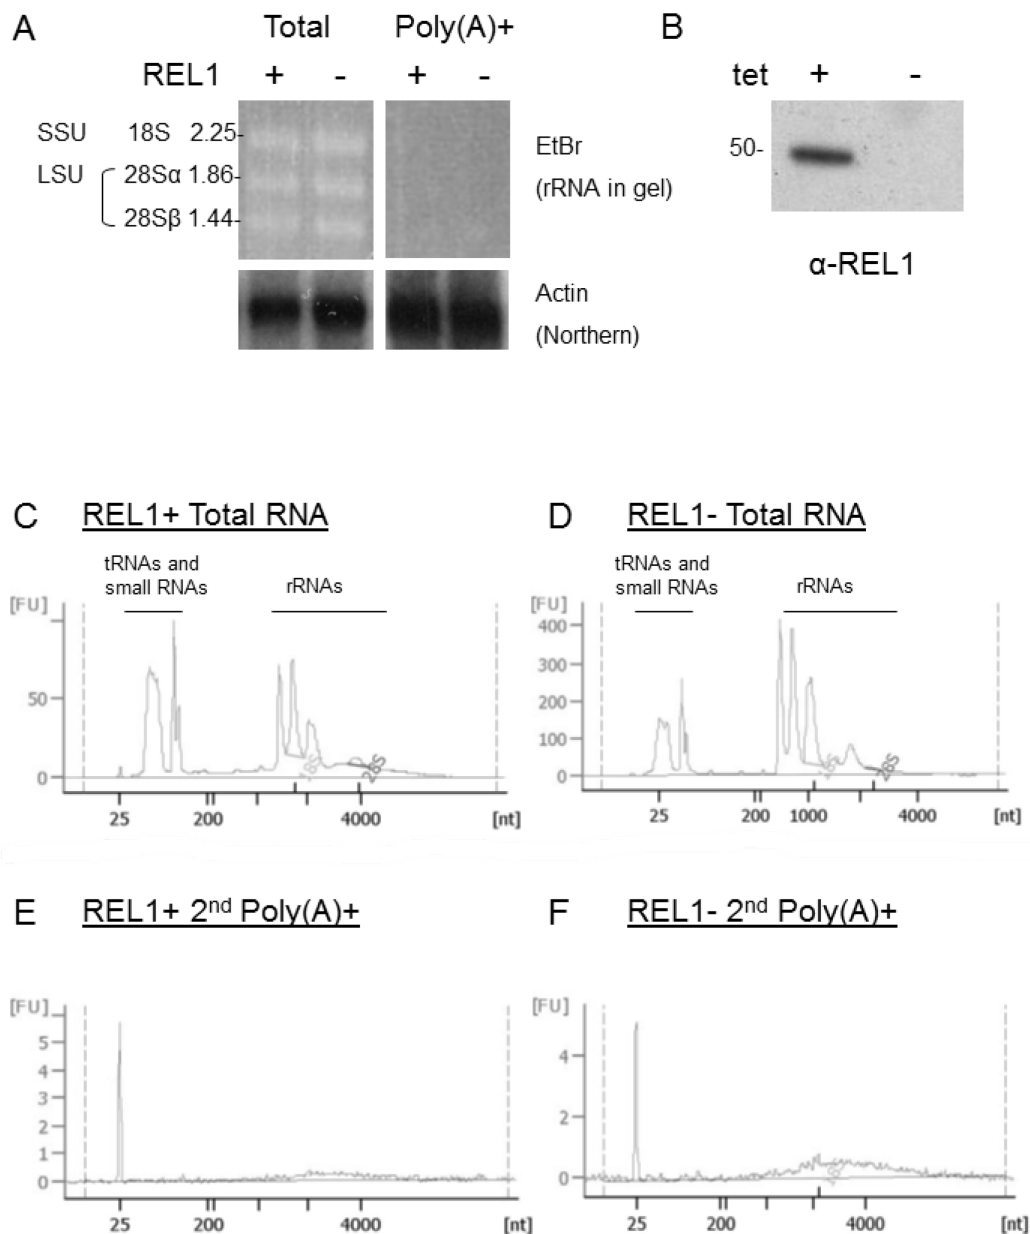 A
Total Poly(A)+
REL1 + - + -
SSU 18S 2.25-
LSU 28Sα 1.86-
28Sβ 1.44-
EtBr
(rRNA in gel)
Actin
(Northern)
B
tet + -
50-
α-REL1
C REL1+ Total RNA
tRNAs and
small RNAs
rRNAs
[FU]
50
0
18S
28S
25 200 4000 [nt]
D REL1- Total RNA
tRNAs and
small RNAs
rRNAs
[FU]
400
300
200
100
0
28S
25 200 1000 4000 [nt]
E REL1+ 2nd Poly(A)+
[FU]
5
4
3
2
1
0
25 200 4000 [nt]
F REL1- 2nd Poly(A)+
[FU]
4
2
0
25 200 4000 [nt]